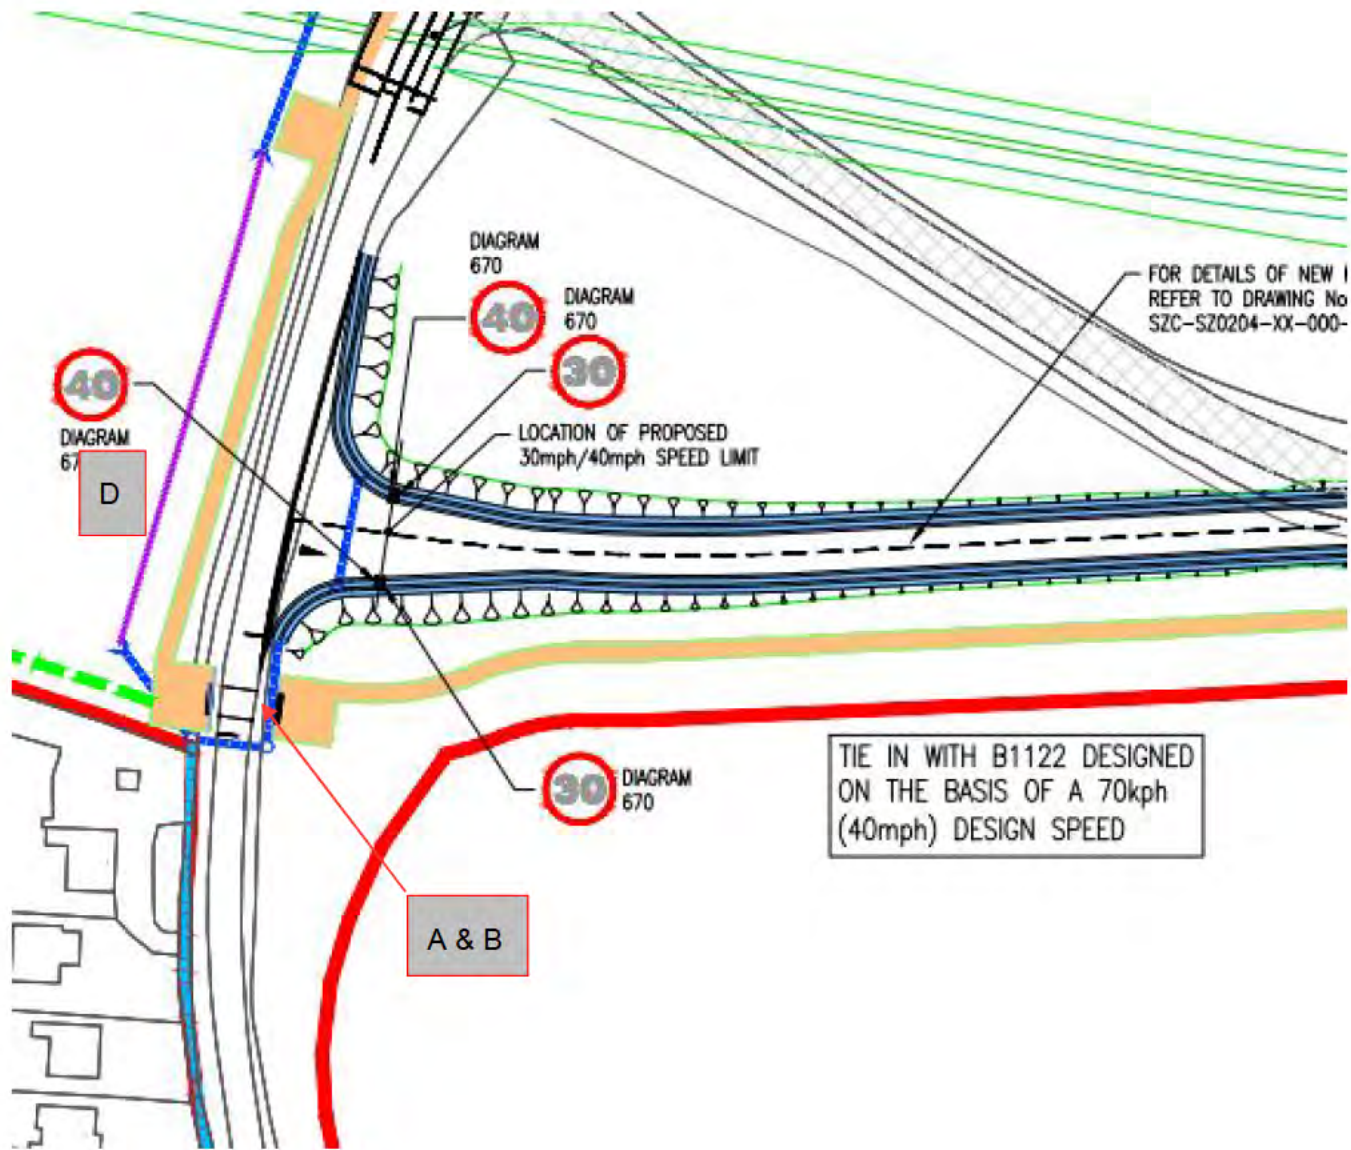 DIAGRAM
670
40
DIAGRAM
670
30
FOR DETAILS OF NEW
REFER TO DRAWING No
SZC-SZ0204-XX-000-
40
DIAGRAM
67
D
LOCATION OF PROPOSED
30mph/40mph SPEED LIMIT
TIE IN WITH B1122 DESIGNED
ON THE BASIS OF A 70kph
(40mph) DESIGN SPEED
30
DIAGRAM
670
A & B